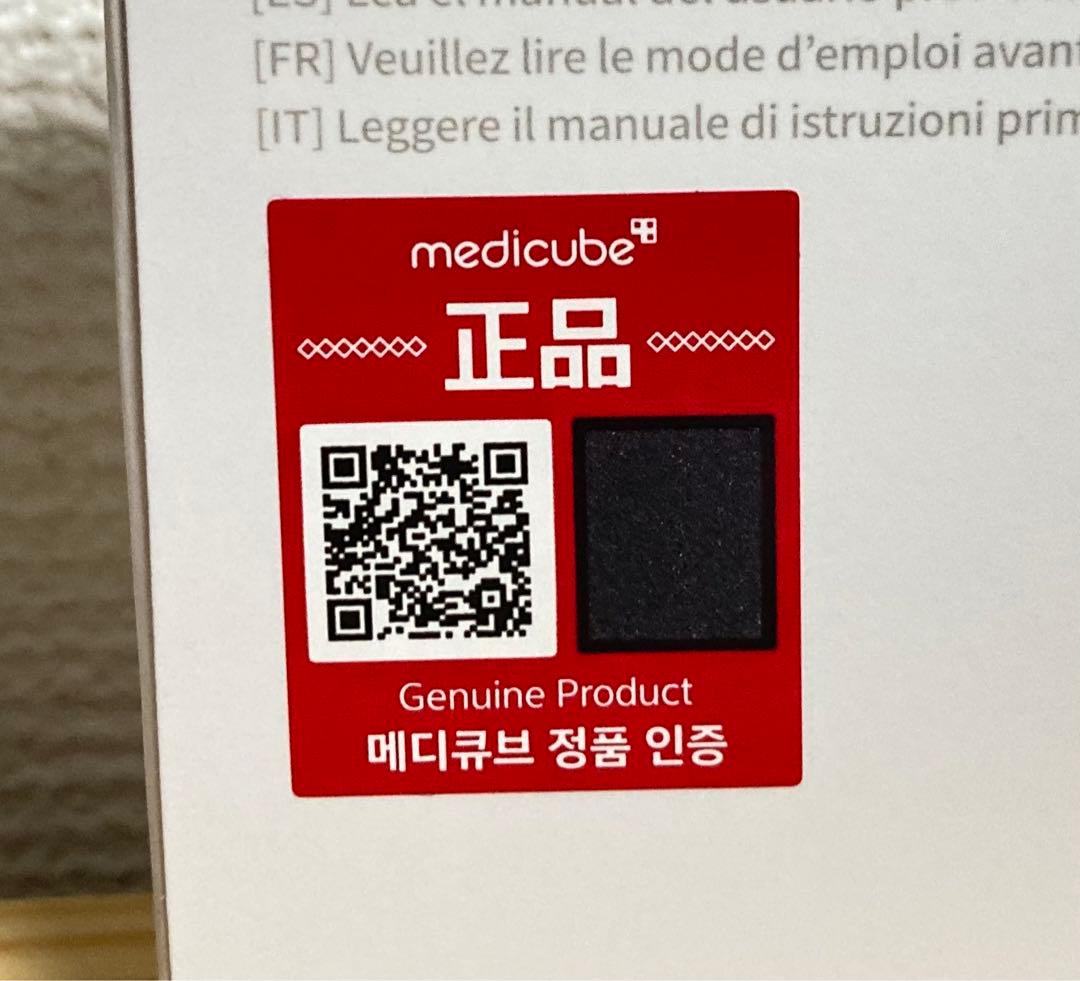 [FR] Veuillez lire le mode d’emploi avant
[IT] Leggere il manuale di istruzioni
medicube
正品
Genuine Product
메디큐브 정품 인증